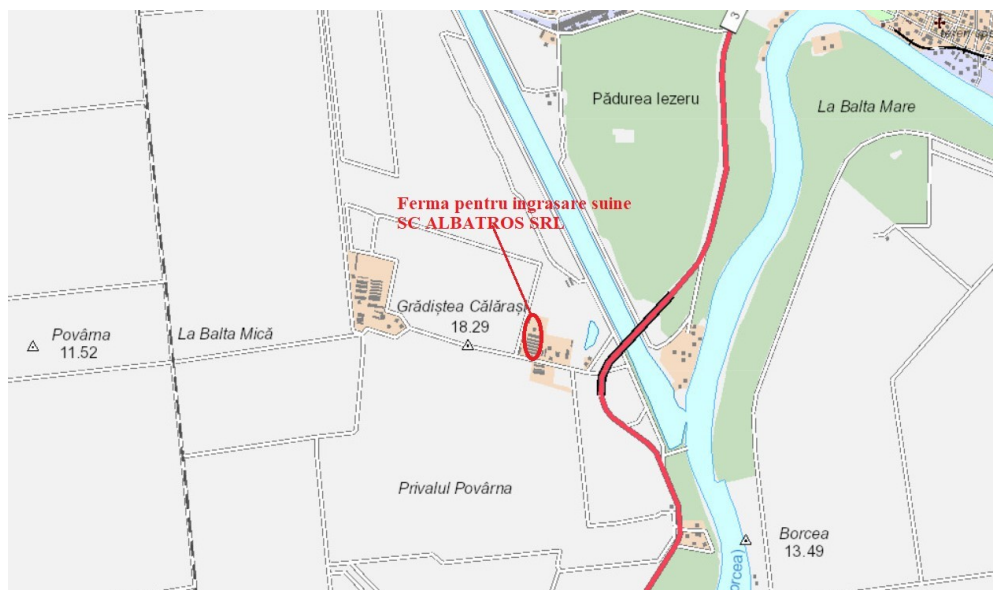 3
Pădurea Iezeru
La Balta Mare
Ferma pentru ingrasare suine
SC ALBATROS SRL
Grădiștea Călărași
18.29
Povârna
11.52
La Balta Mică
Privalul Povârna
Borcea
13.49